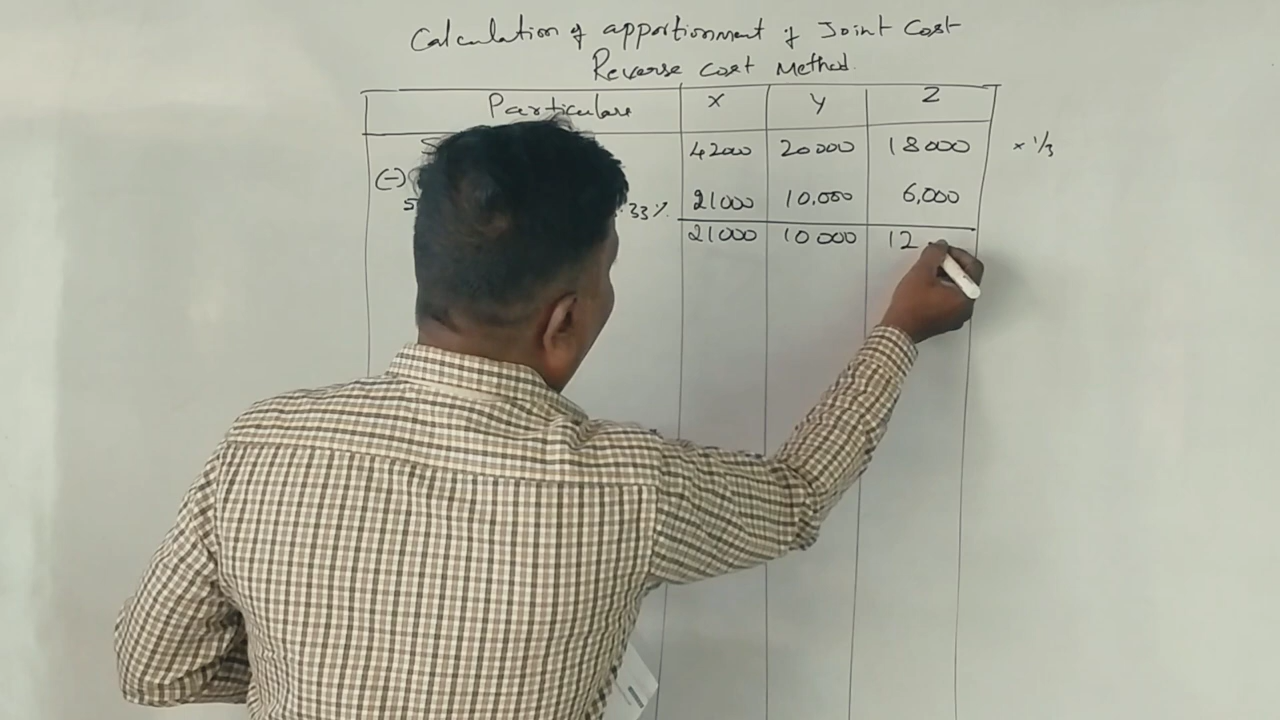 Calculation of apportionment of Joint Cost
Reverse Cost Method
Particulars X Y Z
42000 20000 18000 × 1/3
(-)
33% 21000 10,000 6,000
21000 10000 12